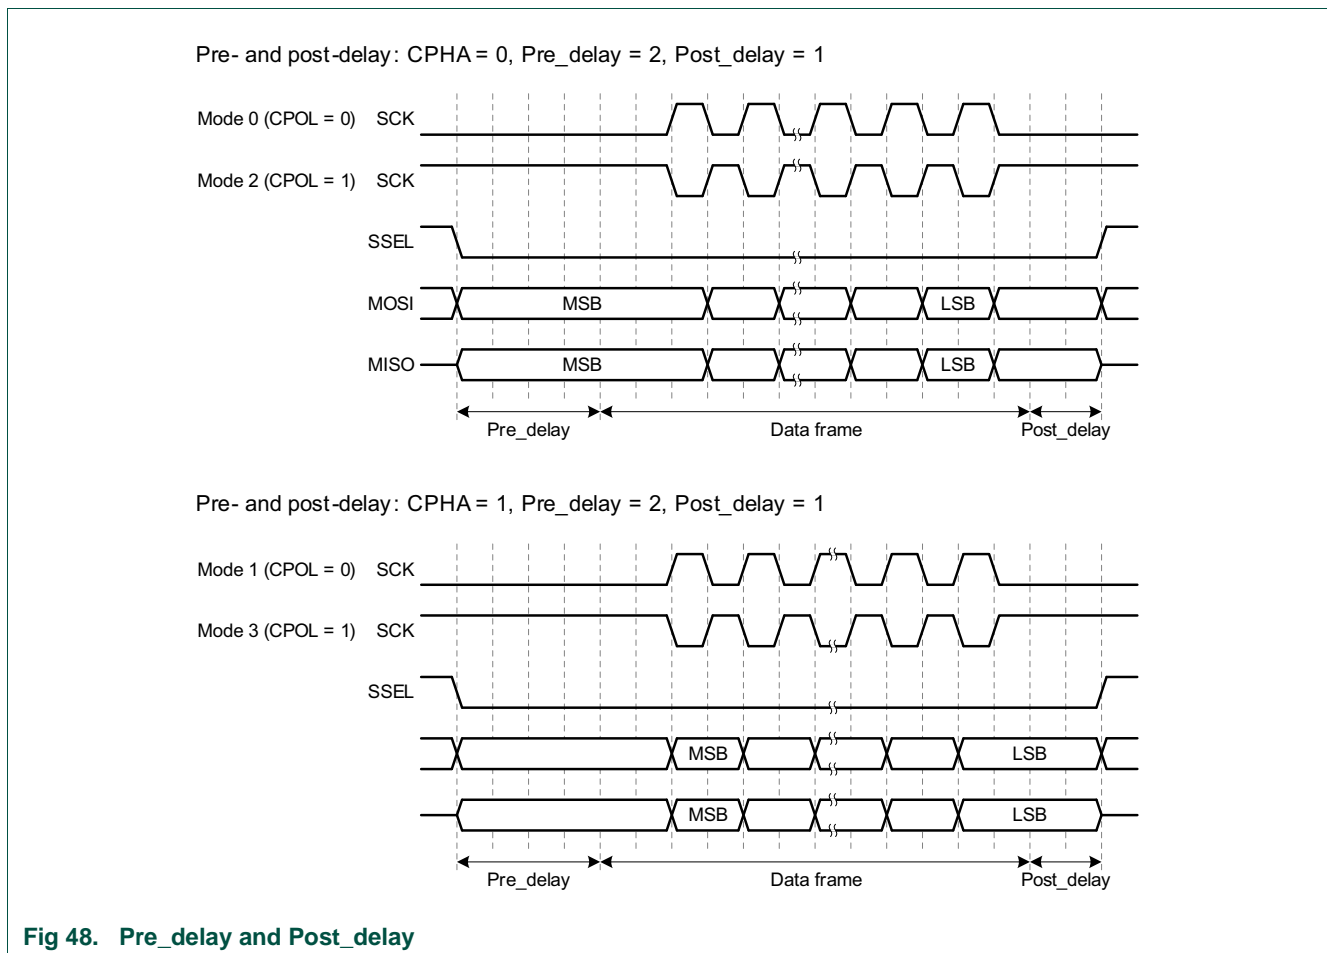 Pre- and post-delay: CPHA = 0, Pre_delay = 2, Post_delay = 1
Mode 0 (CPOL = 0) SCK
Mode 2 (CPOL = 1) SCK
SSEL
MOSI MSB LSB
MISO MSB LSB
Pre_delay Data frame Post_delay
Pre- and post-delay: CPHA = 1, Pre_delay = 2, Post_delay = 1
Mode 1 (CPOL = 0) SCK
Mode 3 (CPOL = 1) SCK
SSEL
MSB LSB
MSB LSB
Pre_delay Data frame Post_delay
Fig 48. Pre_delay and Post_delay